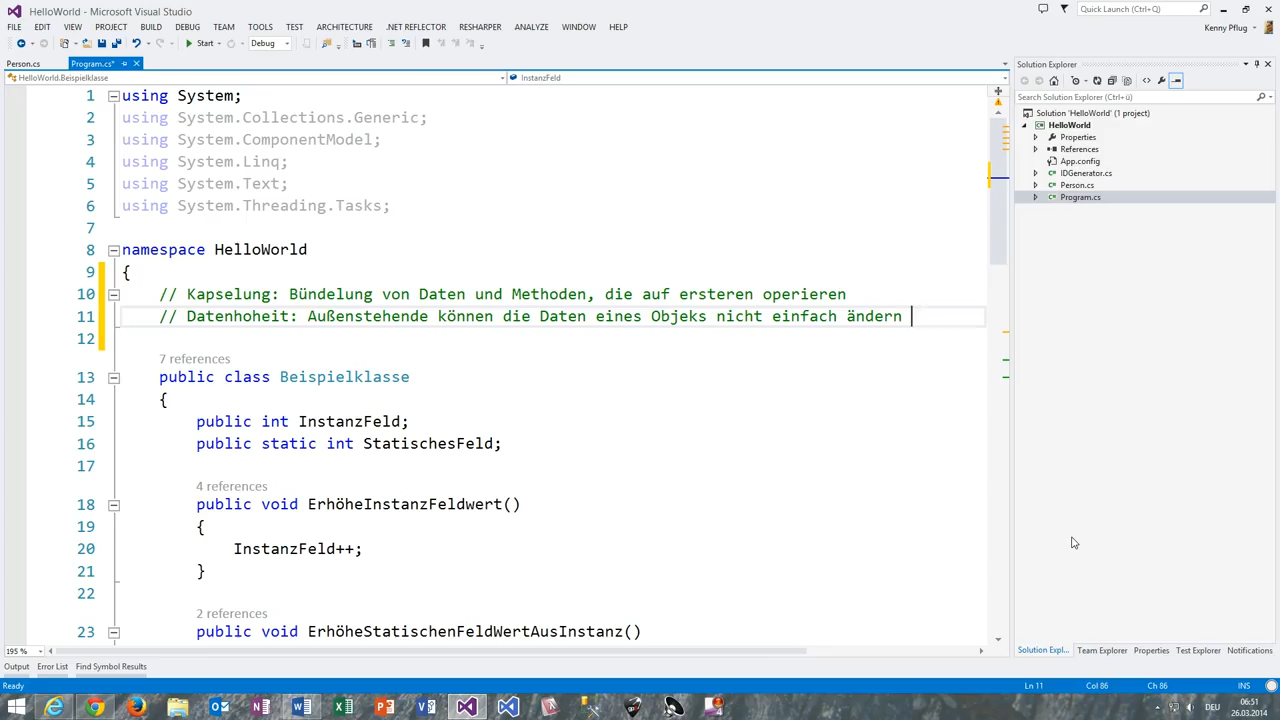 HelloWorld - Microsoft Visual Studio
Quick Launch (Ctrl+Q)
FILE EDIT VIEW PROJECT BUILD DEBUG TEAM TOOLS TEST ARCHITECTURE .NET REFLECTOR RESHARPER ANALYZE WINDOW HELP
Kenny Pflug
Start
Debug
Person.cs
Program.cs*
HelloWorld.Beispielklasse
InstanzFeld
1 using System;
2 using System.Collections.Generic;
3 using System.ComponentModel;
4 using System.Linq;
5 using System.Text;
6 using System.Threading.Tasks;
7
8 namespace HelloWorld
9 {
10 // Kapselung: Bündelung von Daten und Methoden, die auf ersteren operieren
11 // Datenhoheit: Außenstehende können die Daten eines Objeks nicht einfach ändern
12
7 references
13 public class Beispielklasse
14 {
15 public int InstanzFeld;
16 public static int StatischesFeld;
17
4 references
18 public void ErhöheInstanzFeldwert()
19 {
20 InstanzFeld++;
21 }
22
2 references
23 public void ErhöheStatischenFeldWertAusInstanz()
195 %
Solution Explorer
Search Solution Explorer (Ctrl+ü)
Solution 'HelloWorld' (1 project)
HelloWorld
Properties
References
App.config
IDGenerator.cs
Person.cs
Program.cs
Solution Expl... Team Explorer Properties Test Explorer Notifications
Output Error List Find Symbol Results
Ready
Ln 11 Col 86 Ch 86 INS
DEU
06:51
26.03.2014